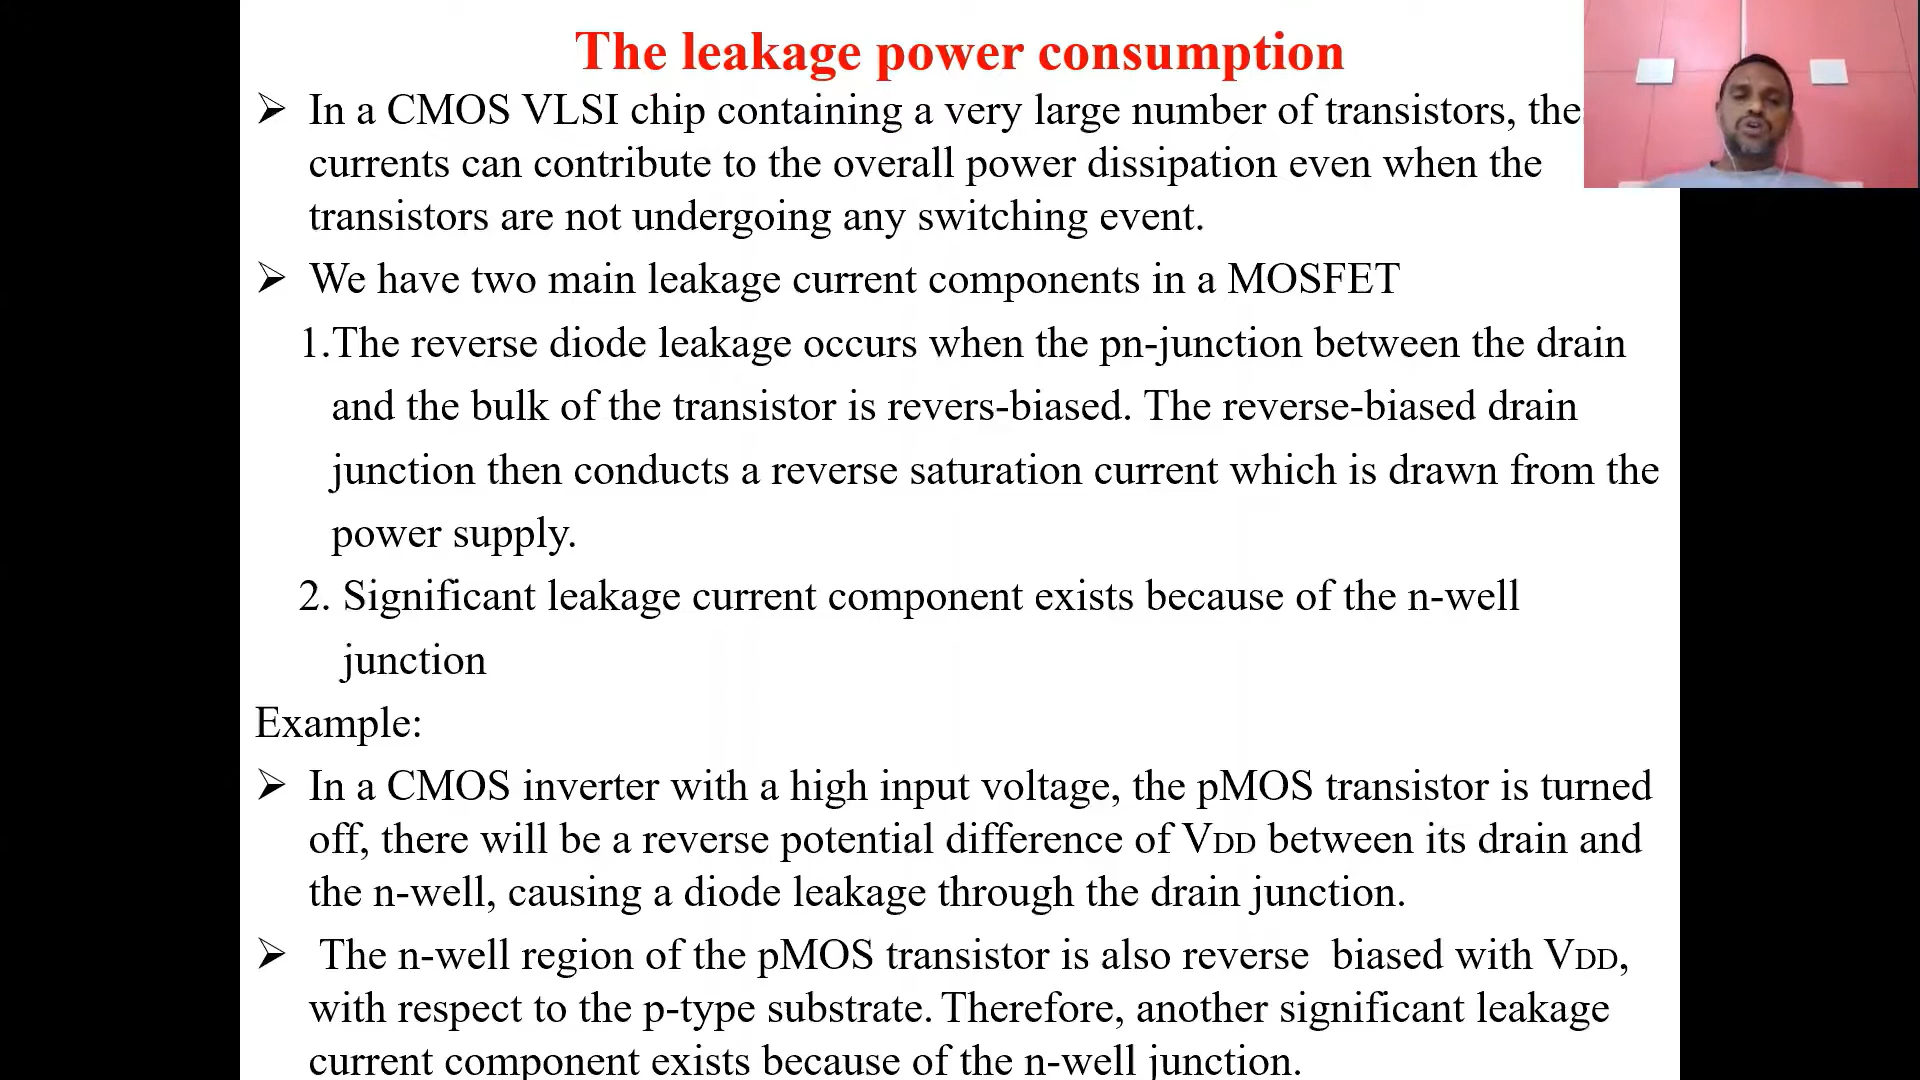 The leakage power consumption
➢ In a CMOS VLSI chip containing a very large number of transistors, the
currents can contribute to the overall power dissipation even when the
transistors are not undergoing any switching event.
➢ We have two main leakage current components in a MOSFET
1.The reverse diode leakage occurs when the pn-junction between the drain
and the bulk of the transistor is revers-biased. The reverse-biased drain
junction then conducts a reverse saturation current which is drawn from the
power supply.
2. Significant leakage current component exists because of the n-well
junction
Example:
➢ In a CMOS inverter with a high input voltage, the pMOS transistor is turned
off, there will be a reverse potential difference of VDD between its drain and
the n-well, causing a diode leakage through the drain junction.
➢ The n-well region of the pMOS transistor is also reverse biased with VDD,
with respect to the p-type substrate. Therefore, another significant leakage
current component exists because of the n-well junction.